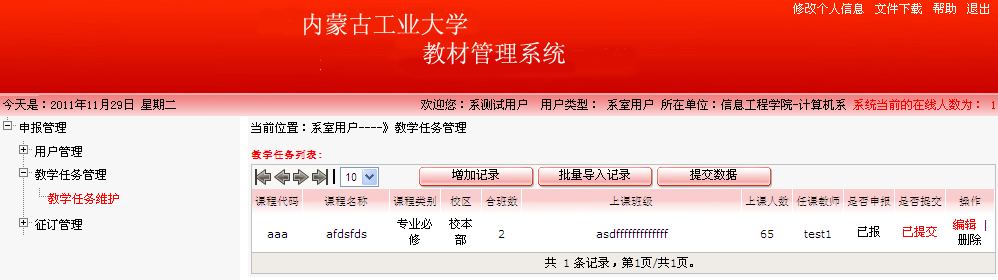 修改个人信息 文件下载 帮助 退出
内蒙古工业大学
教材管理系统
今天是：2011年11月29日 星期二 欢迎您：系测试用户 用户类型： 系室用户 所在单位：信息工程学院-计算机系 系统当前的在线人数为： 1
申报管理
用户管理
教学任务管理
教学任务维护
征订管理
当前位置：系室用户----》教学任务管理
教学任务列表：
10 增加记录 批量导入记录 提交数据
课程代码 课程名称 课程类别 校区 合班数 上课班级 上课人数 任课教师 是否申报 是否提交 操作
aaa afdsfds 专业必修 校本部 2 asdfffffffffffff 65 test1 已报 已提交 编辑 | 删除
共 1 条记录，第1页/共1页。